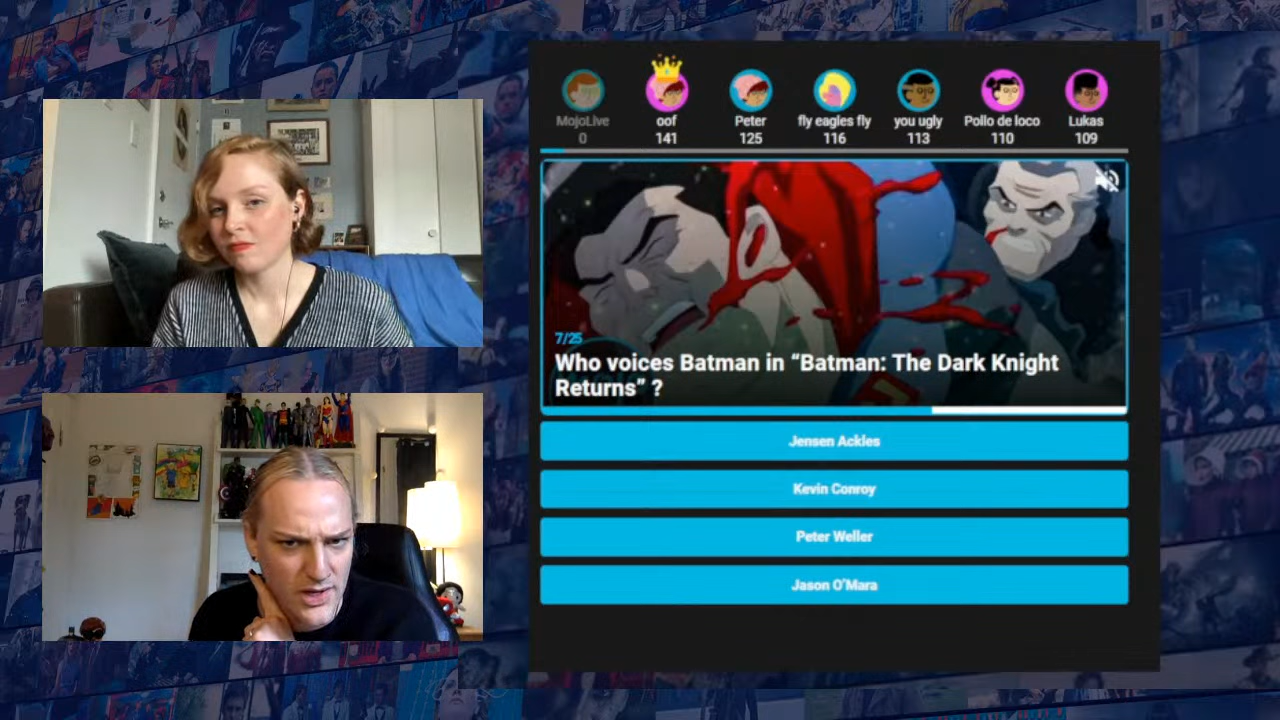 MojoLive
oof
Peter
fly eagles fly
you ugly
Pollo de loco
Lukas
0
141
125
116
113
110
109
7/25
Who voices Batman in “Batman: The Dark Knight
Returns” ?
Jensen Ackles
Kevin Conroy
Peter Weller
Jason O'Mara